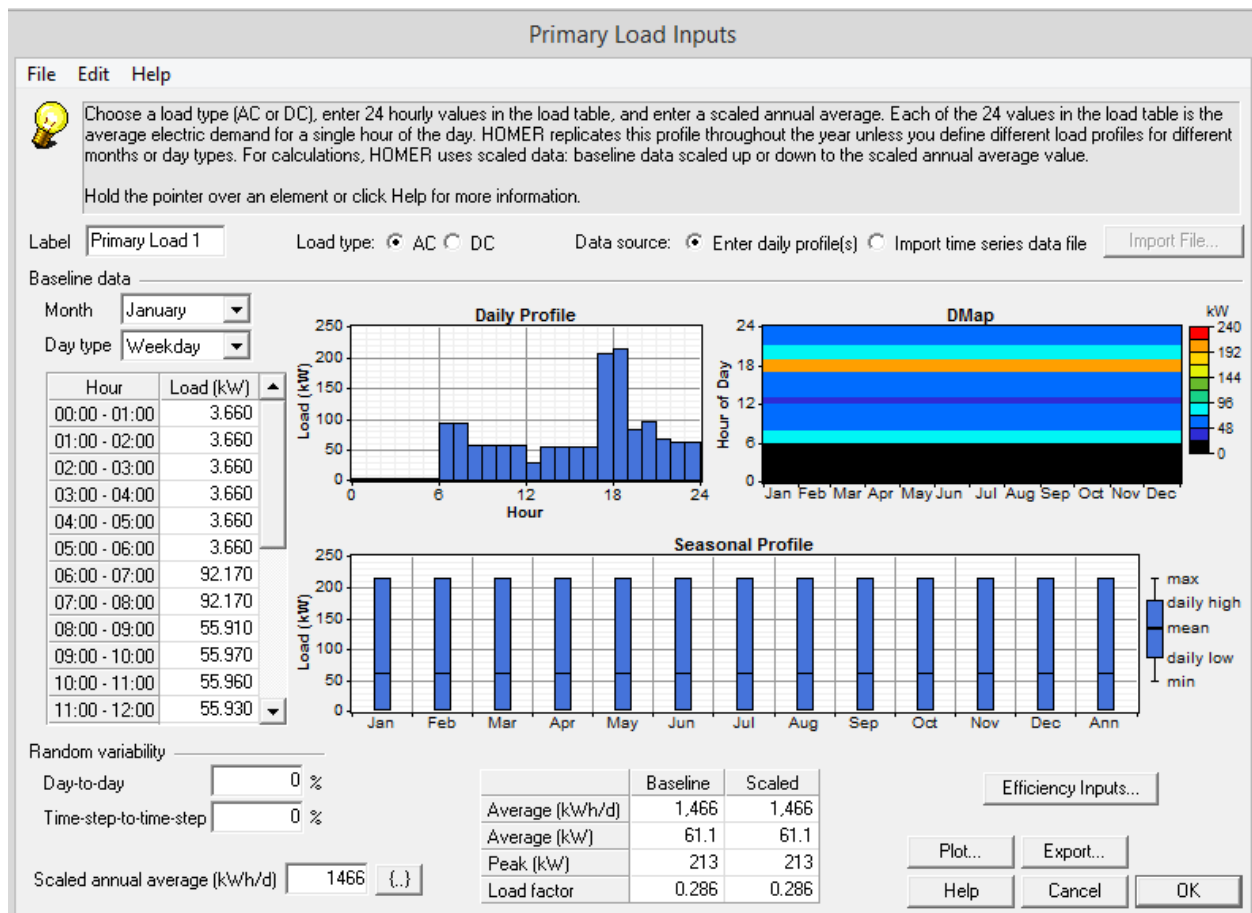 Primary Load Inputs
File Edit Help
Choose a load type (AC or DC), enter 24 hourly values in the load table, and enter a scaled annual average. Each of the 24 values in the load table is the
average electric demand for a single hour of the day. HOMER replicates this profile throughout the year unless you define different load profiles for different
months or day types. For calculations, HOMER uses scaled data: baseline data scaled up or down to the scaled annual average value.
Hold the pointer over an element or click Help for more information.
Label Primary Load 1 Load type: AC DC Data source: Enter daily profile(s) Import time series data file Import File...
Baseline data
Month January
Day type Weekday
Hour Load (kW)
00:00 - 01:00 3.660
01:00 - 02:00 3.660
02:00 - 03:00 3.660
03:00 - 04:00 3.660
04:00 - 05:00 3.660
05:00 - 06:00 3.660
06:00 - 07:00 92.170
07:00 - 08:00 92.170
08:00 - 09:00 55.910
09:00 - 10:00 55.970
10:00 - 11:00 55.960
11:00 - 12:00 55.930
Daily Profile
Load (kW)
250
200
150
100
50
0
0 6 12 18 24
Hour
DMap
Hour of Day
24
18
12
6
0
Jan Feb Mar Apr May Jun Jul Aug Sep Oct Nov Dec
kW
240
192
144
96
48
0
Seasonal Profile
Load (kW)
250
200
150
100
50
0
Jan Feb Mar Apr May Jun Jul Aug Sep Oct Nov Dec Ann
max
daily high
mean
daily low
min
Random variability
Day-to-day 0 %
Time-step-to-time-step 0 %
Scaled annual average (kWh/d) 1466 {..}
Baseline Scaled
Average (kWh/d) 1,466 1,466
Average (kW) 61.1 61.1
Peak (kW) 213 213
Load factor 0.286 0.286
Efficiency Inputs...
Plot... Export...
Help Cancel OK